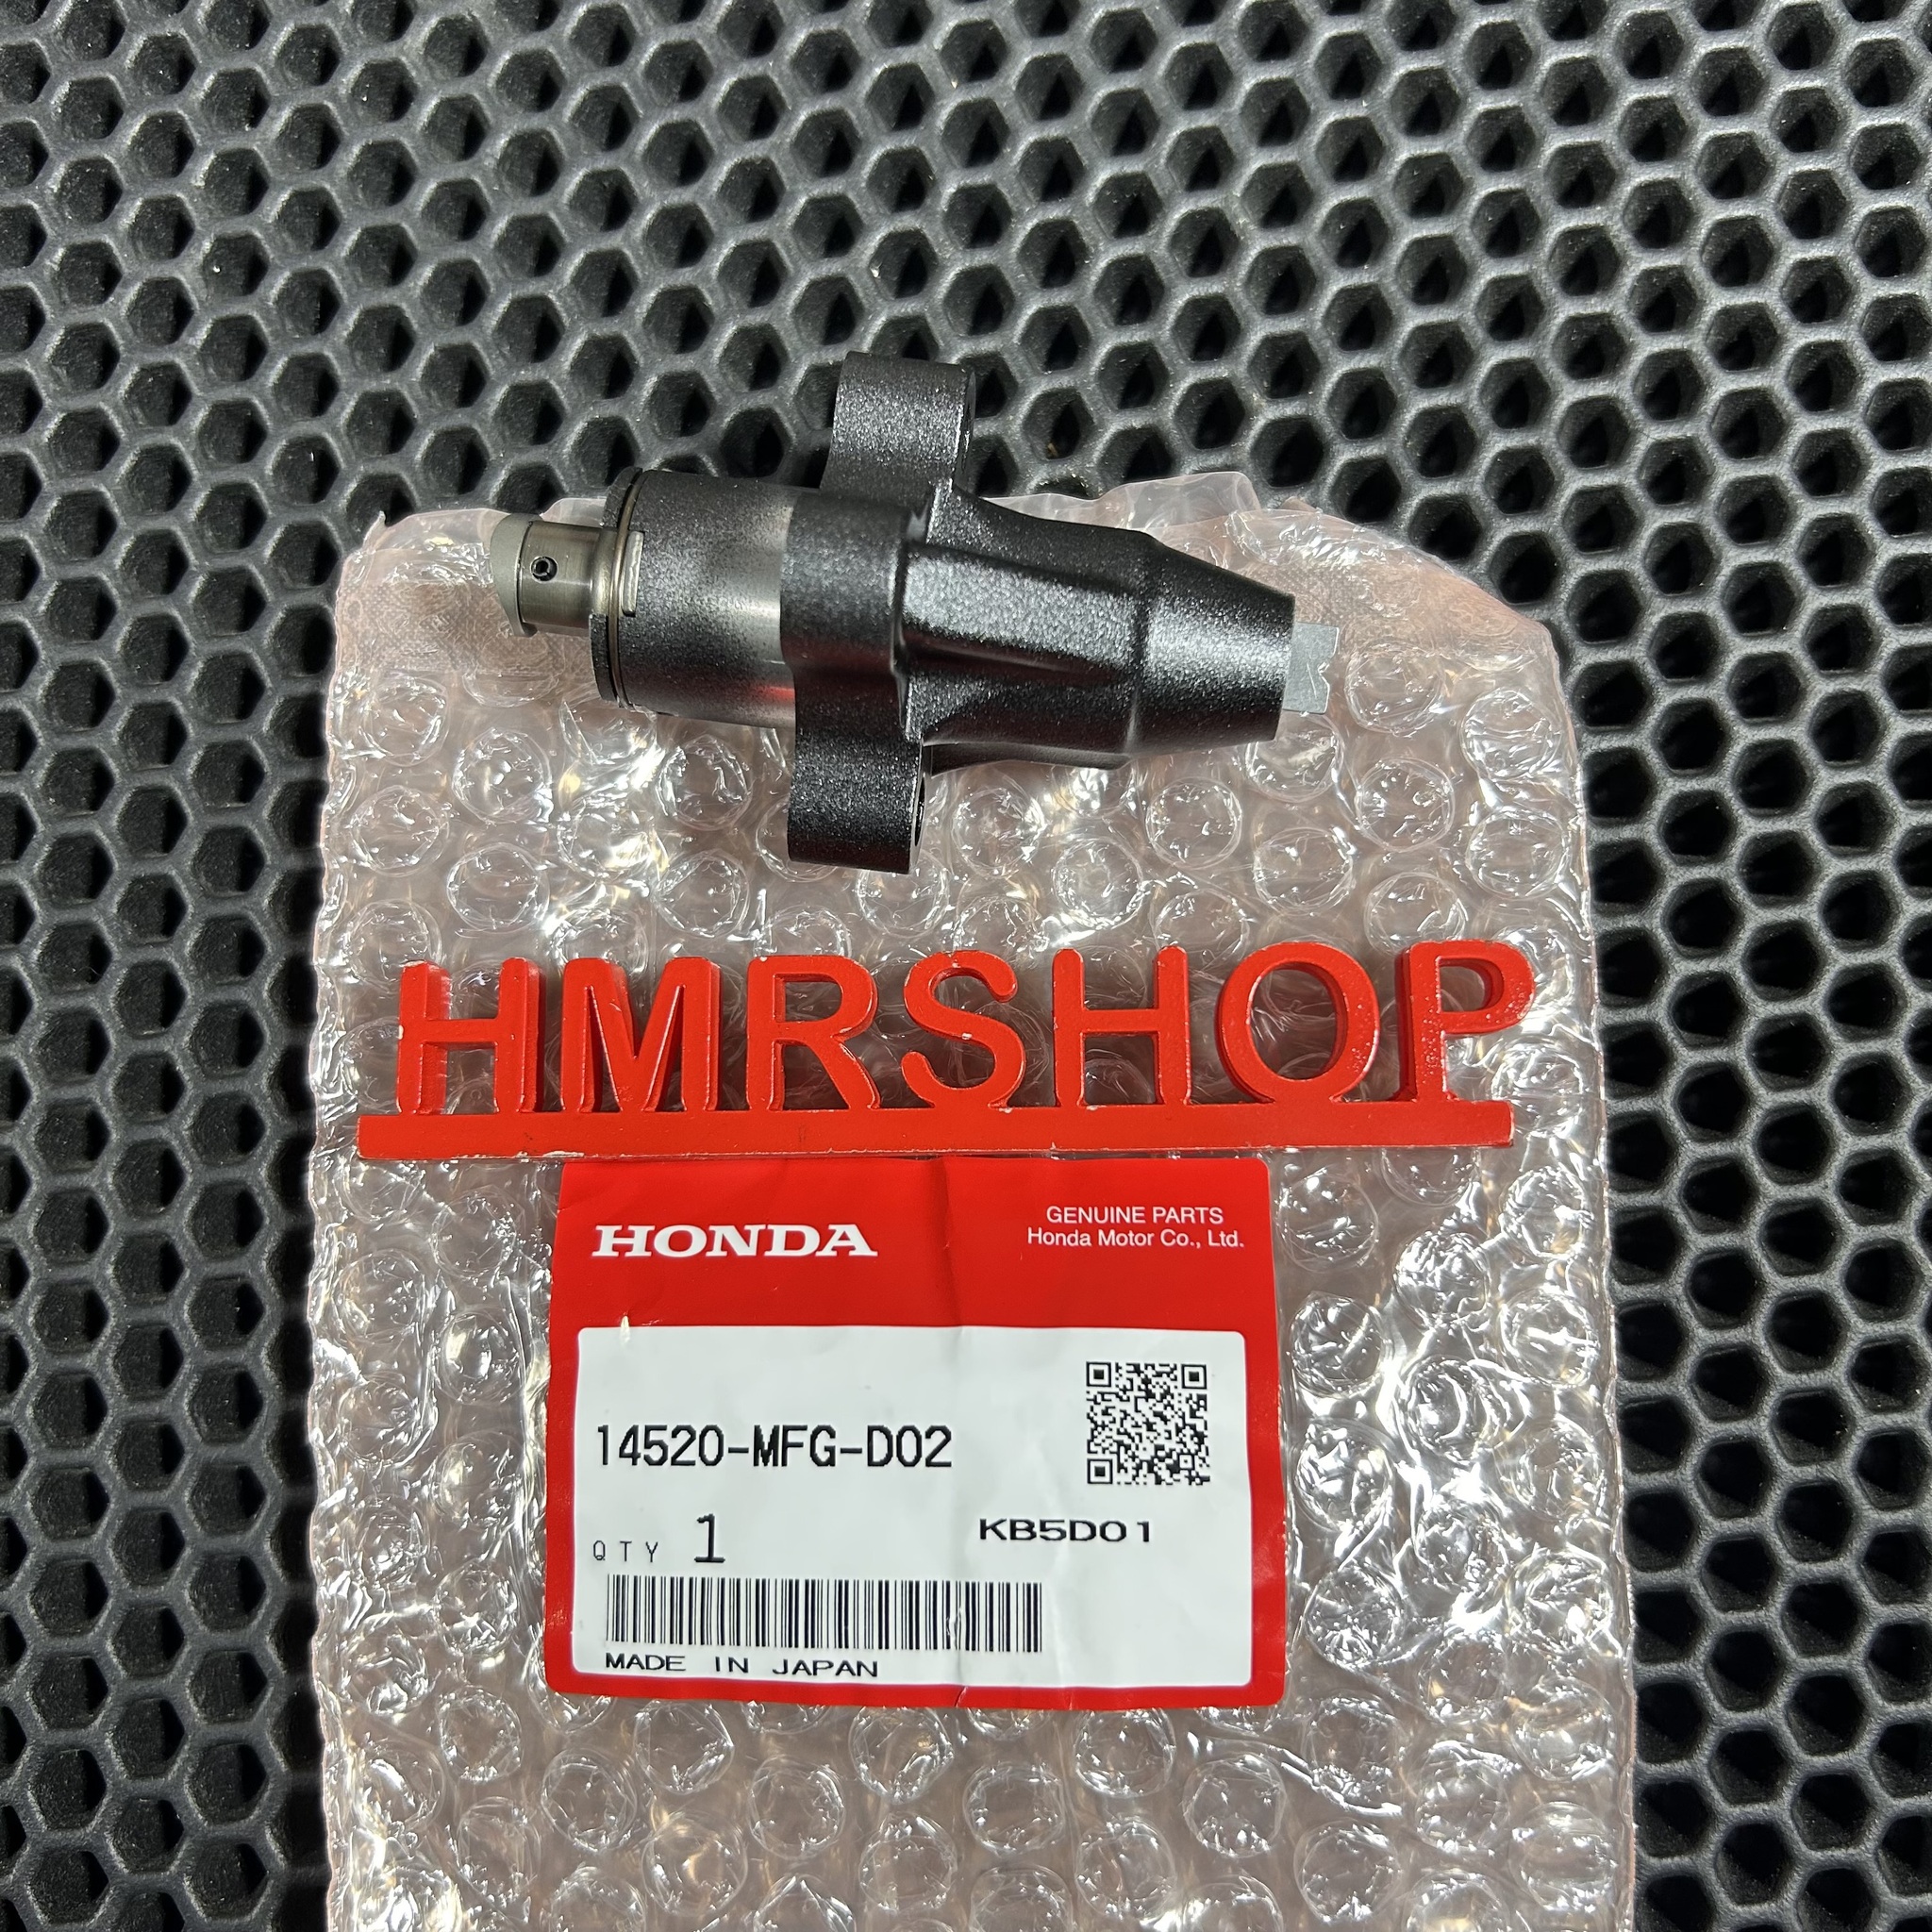 HMRSHOP
HONDA
GENUINE PARTS
Honda Motor Co., Ltd.
14520-MFG-D02
QTY 1
KB5D01
MADE IN JAPAN